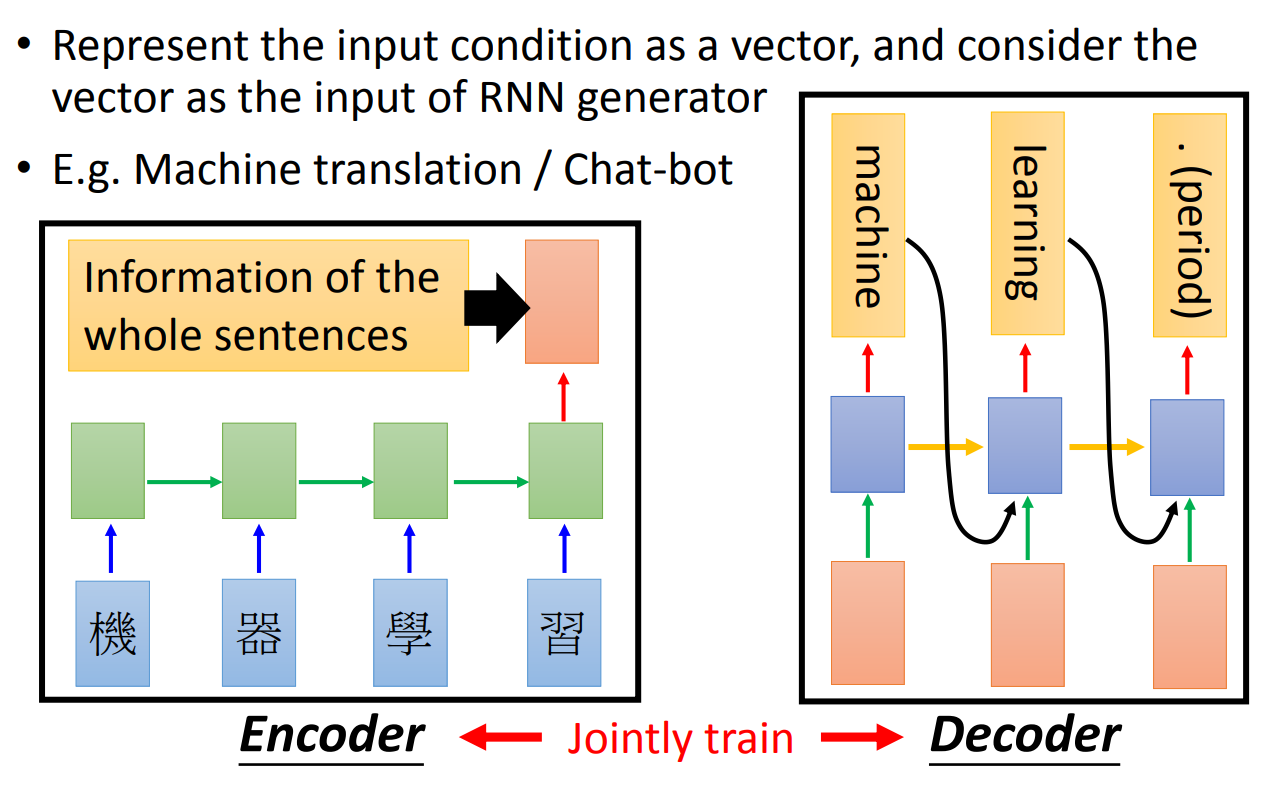 • Represent the input condition as a vector, and consider the
vector as the input of RNN generator
• E.g. Machine translation / Chat-bot
Information of the
whole sentences
機 器 學 習
machine
learning
. (period)
Encoder
Jointly train
Decoder